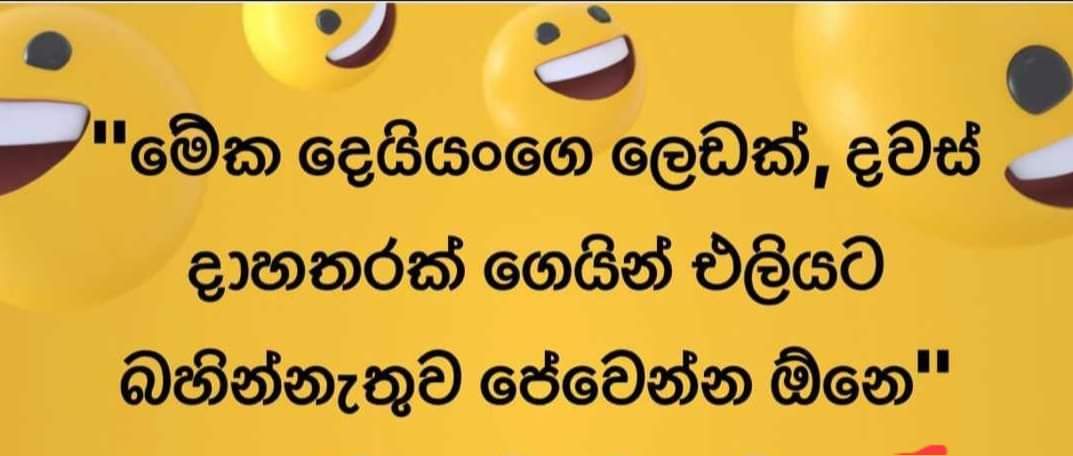 "මේක දෙයියංගෙ ලෙඩක්, දවස්
දාහතරක් ගෙයින් එලියට
බහින්නැතුව පේවෙන්න ඕනෙ"